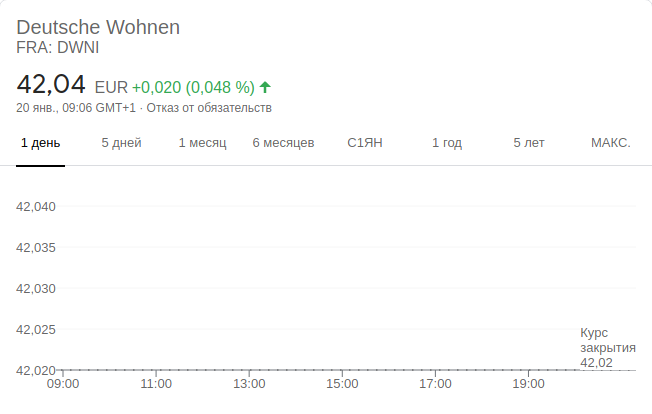 Deutsche Wohnen
FRA: DWNI
42,04 EUR +0,020 (0,048 %)
20 янв., 09:06 GMT+1 · Отказ от обязательств
1 день 5 дней 1 месяц 6 месяцев С1ЯН 1 год 5 лет МАКС.
42,040
42,035
42,030
42,025
Курс
закрытия
42,02
42,020
09:00 11:00 13:00 15:00 17:00 19:00